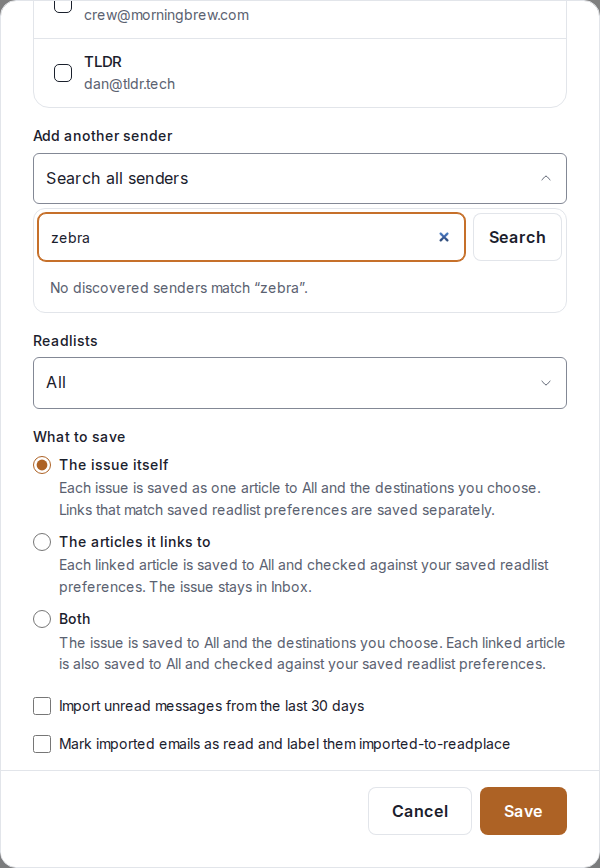 crew@morningbrew.com
TLDR
dan@tldr.tech
Add another sender
Search all senders
zebra
Search
No discovered senders match “zebra”.
Readlists
All
What to save
The issue itself
Each issue is saved as one article to All and the destinations you choose.
Links that match saved readlist preferences are saved separately.
The articles it links to
Each linked article is saved to All and checked against your saved readlist
preferences. The issue stays in Inbox.
Both
The issue is saved to All and the destinations you choose. Each linked article
is also saved to All and checked against your saved readlist preferences.
Import unread messages from the last 30 days
Mark imported emails as read and label them imported-to-readplace
Cancel
Save